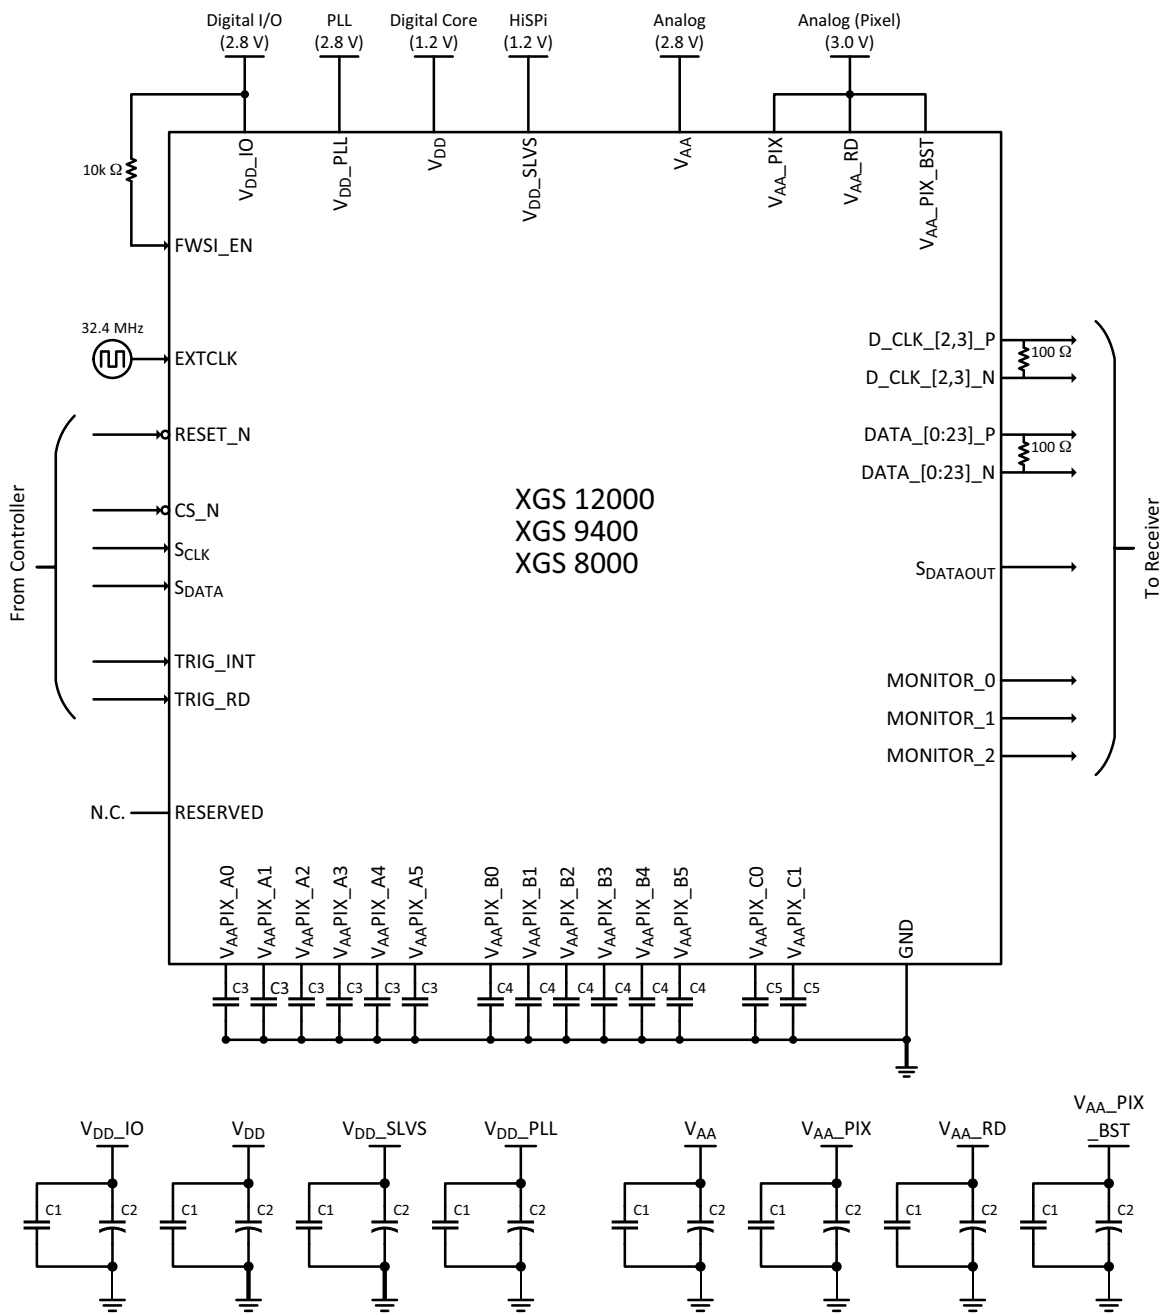 Digital I/O
(2.8 V)
PLL
(2.8 V)
Digital Core
(1.2 V)
HiSPi
(1.2 V)
Analog
(2.8 V)
Analog (Pixel)
(3.0 V)
10k Ω
VDD_IO
VDD_PLL
VDD
VDD_SLVS
VAA
VAA_PIX
VAA_RD
VAA_PIX_BST
FWSI_EN
32.4 MHz
EXTCLK
From Controller
RESET_N
CS_N
SCLK
SDATA
TRIG_INT
TRIG_RD
N.C.
RESERVED
XGS 12000
XGS 9400
XGS 8000
D_CLK_[2,3]_P
100 Ω
D_CLK_[2,3]_N
DATA_[0:23]_P
100 Ω
DATA_[0:23]_N
SDATAOUT
MONITOR_0
MONITOR_1
MONITOR_2
To Receiver
VAAPIX_A0
VAAPIX_A1
VAAPIX_A2
VAAPIX_A3
VAAPIX_A4
VAAPIX_A5
VAAPIX_B0
VAAPIX_B1
VAAPIX_B2
VAAPIX_B3
VAAPIX_B4
VAAPIX_B5
VAAPIX_C0
VAAPIX_C1
GND
C3 C3 C3 C3 C3 C3 C4 C4 C4 C4 C4 C4 C5 C5
VDD_IO
C1 C2
VDD
C1 C2
VDD_SLVS
C1 C2
VDD_PLL
C1 C2
VAA
C1 C2
VAA_PIX
C1 C2
VAA_RD
C1 C2
VAA_PIX
_BST
C1 C2